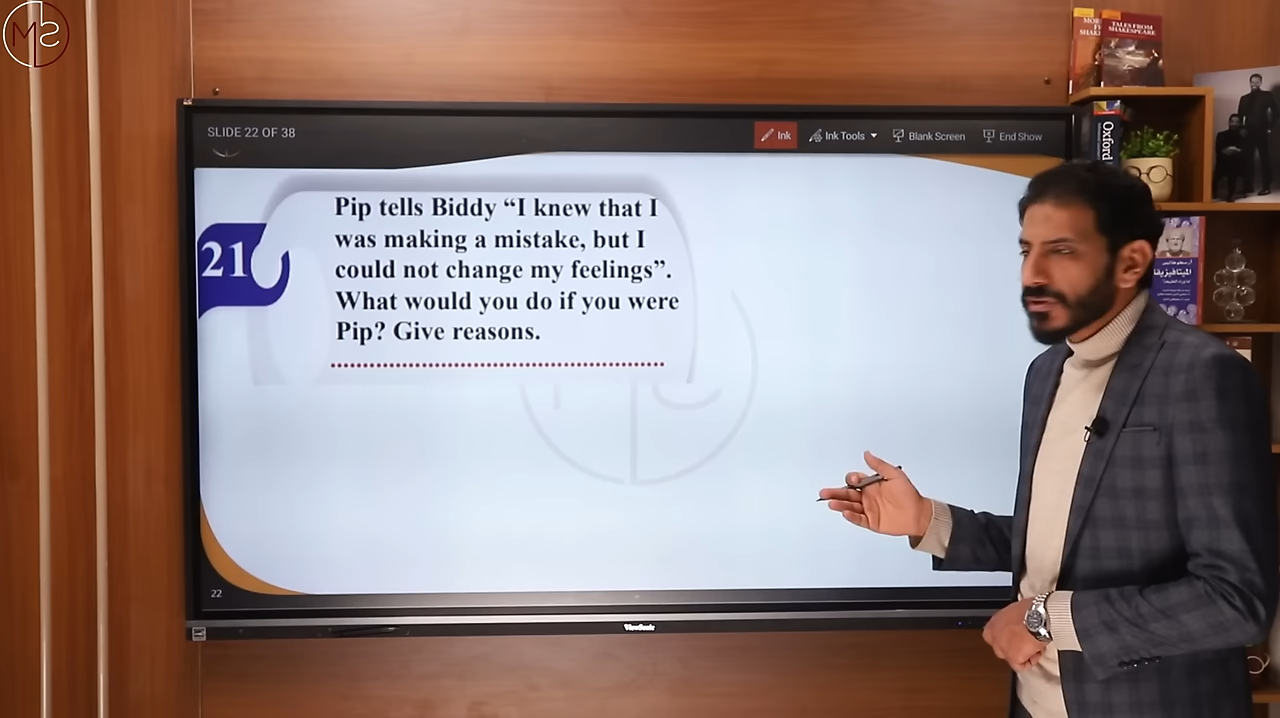 MS
SLIDE 22 OF 38
Ink
Ink Tools
Blank Screen
End Show
21
Pip tells Biddy “I knew that I
was making a mistake, but I
could not change my feelings”.
What would you do if you were
Pip? Give reasons.
22
ViewSonic
TALES FROM
SHAKESPEARE
Oxford
الميتافيزيقا